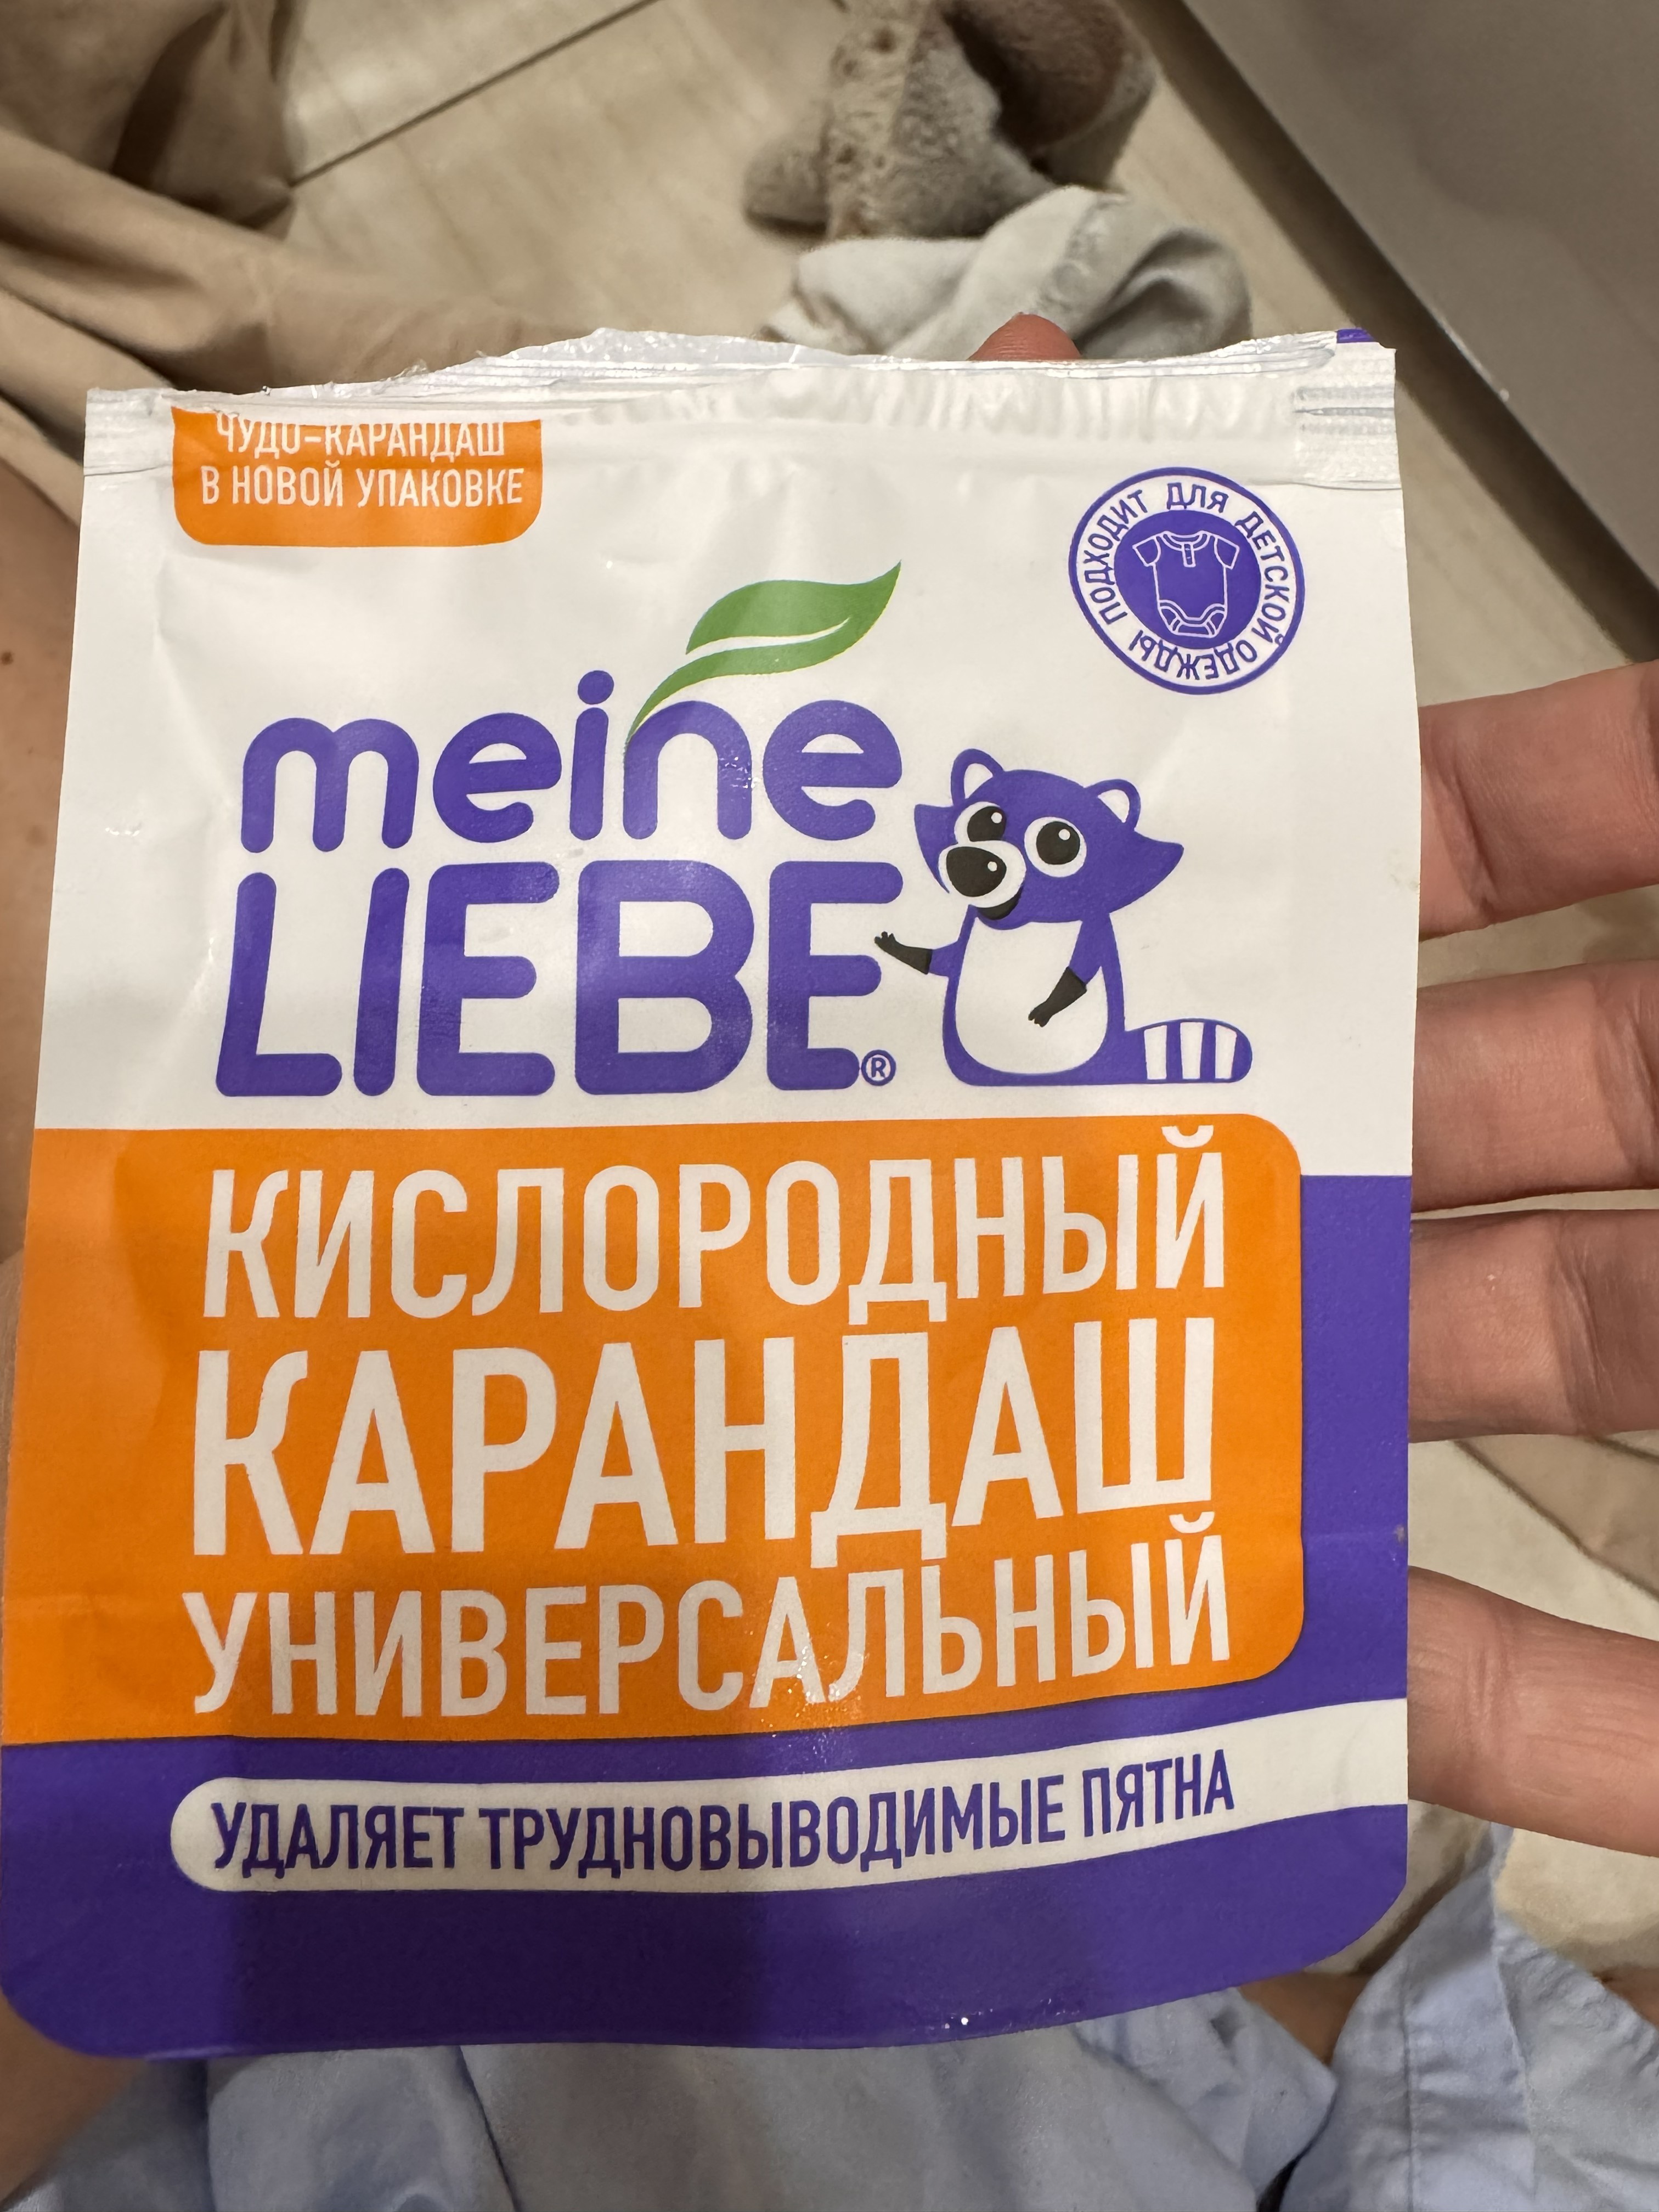 ЧУДО-КАРАНДАШ
В НОВОЙ УПАКОВКЕ
ПОДХОДИТ ДЛЯ ДЕТСКОЙ ОДЕЖДЫ
meine
LIEBE®
КИСЛОРОДНЫЙ
КАРАНДАШ
УНИВЕРСАЛЬНЫЙ
УДАЛЯЕТ ТРУДНОВЫВОДИМЫЕ ПЯТНА